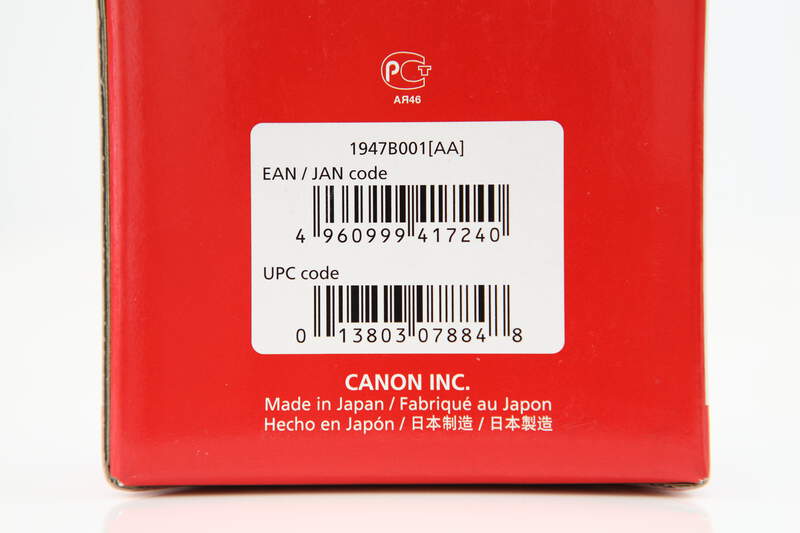 PCT
АЯ46
1947B001[AA]
EAN / JAN code
4 960999 417240
UPC code
0 13803 07884 8
CANON INC.
Made in Japan / Fabriqué au Japon
Hecho en Japón / 日本制造 / 日本製造